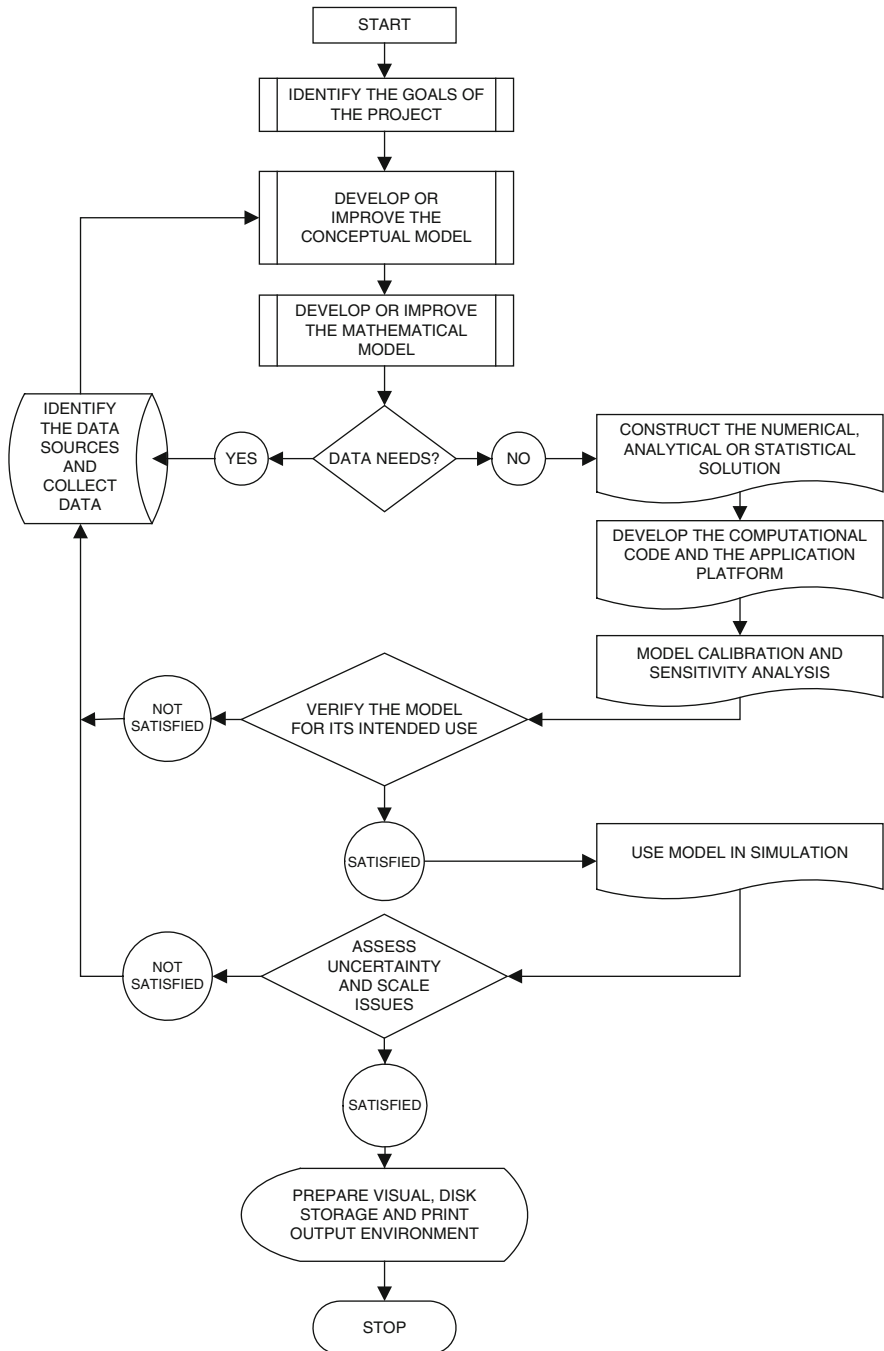 START
IDENTIFY THE GOALS OF
THE PROJECT
DEVELOP OR
IMPROVE THE
CONCEPTUAL MODEL
DEVELOP OR IMPROVE
THE MATHEMATICAL
MODEL
IDENTIFY
THE DATA
SOURCES
AND
COLLECT
DATA
YES
DATA NEEDS?
NO
CONSTRUCT THE NUMERICAL,
ANALYTICAL OR STATISTICAL
SOLUTION
DEVELOP THE COMPUTATIONAL
CODE AND THE APPLICATION
PLATFORM
MODEL CALIBRATION AND
SENSITIVITY ANALYSIS
VERIFY THE MODEL
FOR ITS INTENDED USE
NOT
SATISFIED
SATISFIED
USE MODEL IN SIMULATION
ASSESS
UNCERTAINTY
AND SCALE
ISSUES
NOT
SATISFIED
SATISFIED
PREPARE VISUAL, DISK
STORAGE AND PRINT
OUTPUT ENVIRONMENT
STOP